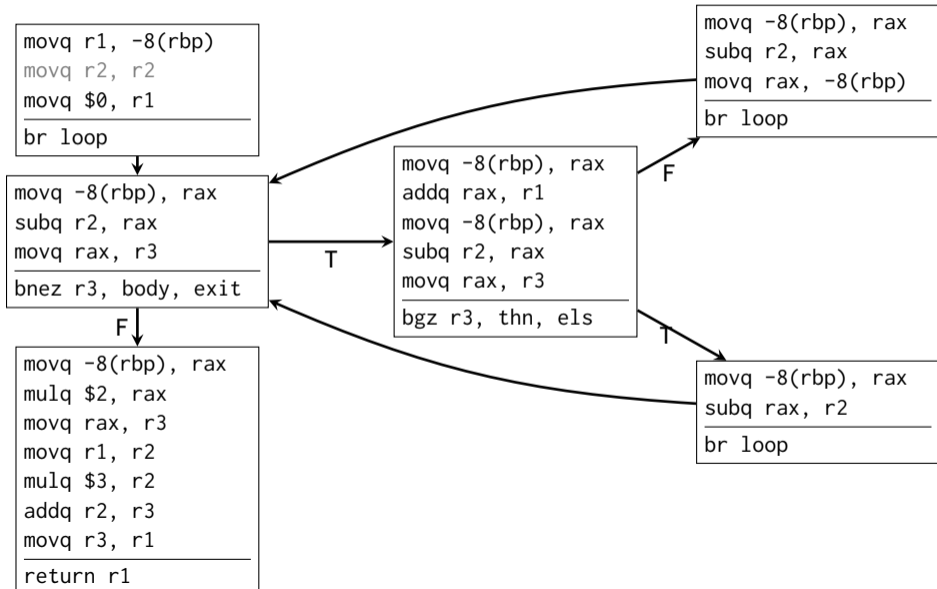 movq r1, -8(rbp)
movq r2, r2
movq $0, r1
br loop
movq -8(rbp), rax
subq r2, rax
movq rax, r3
bnez r3, body, exit
F
movq -8(rbp), rax
mulq $2, rax
movq rax, r3
movq r1, r2
mulq $3, r2
addq r2, r3
movq r3, r1
return r1
T
movq -8(rbp), rax
addq rax, r1
movq -8(rbp), rax
subq r2, rax
movq rax, r3
bgz r3, thn, els
F
T
movq -8(rbp), rax
subq r2, rax
movq rax, -8(rbp)
br loop
movq -8(rbp), rax
subq rax, r2
br loop